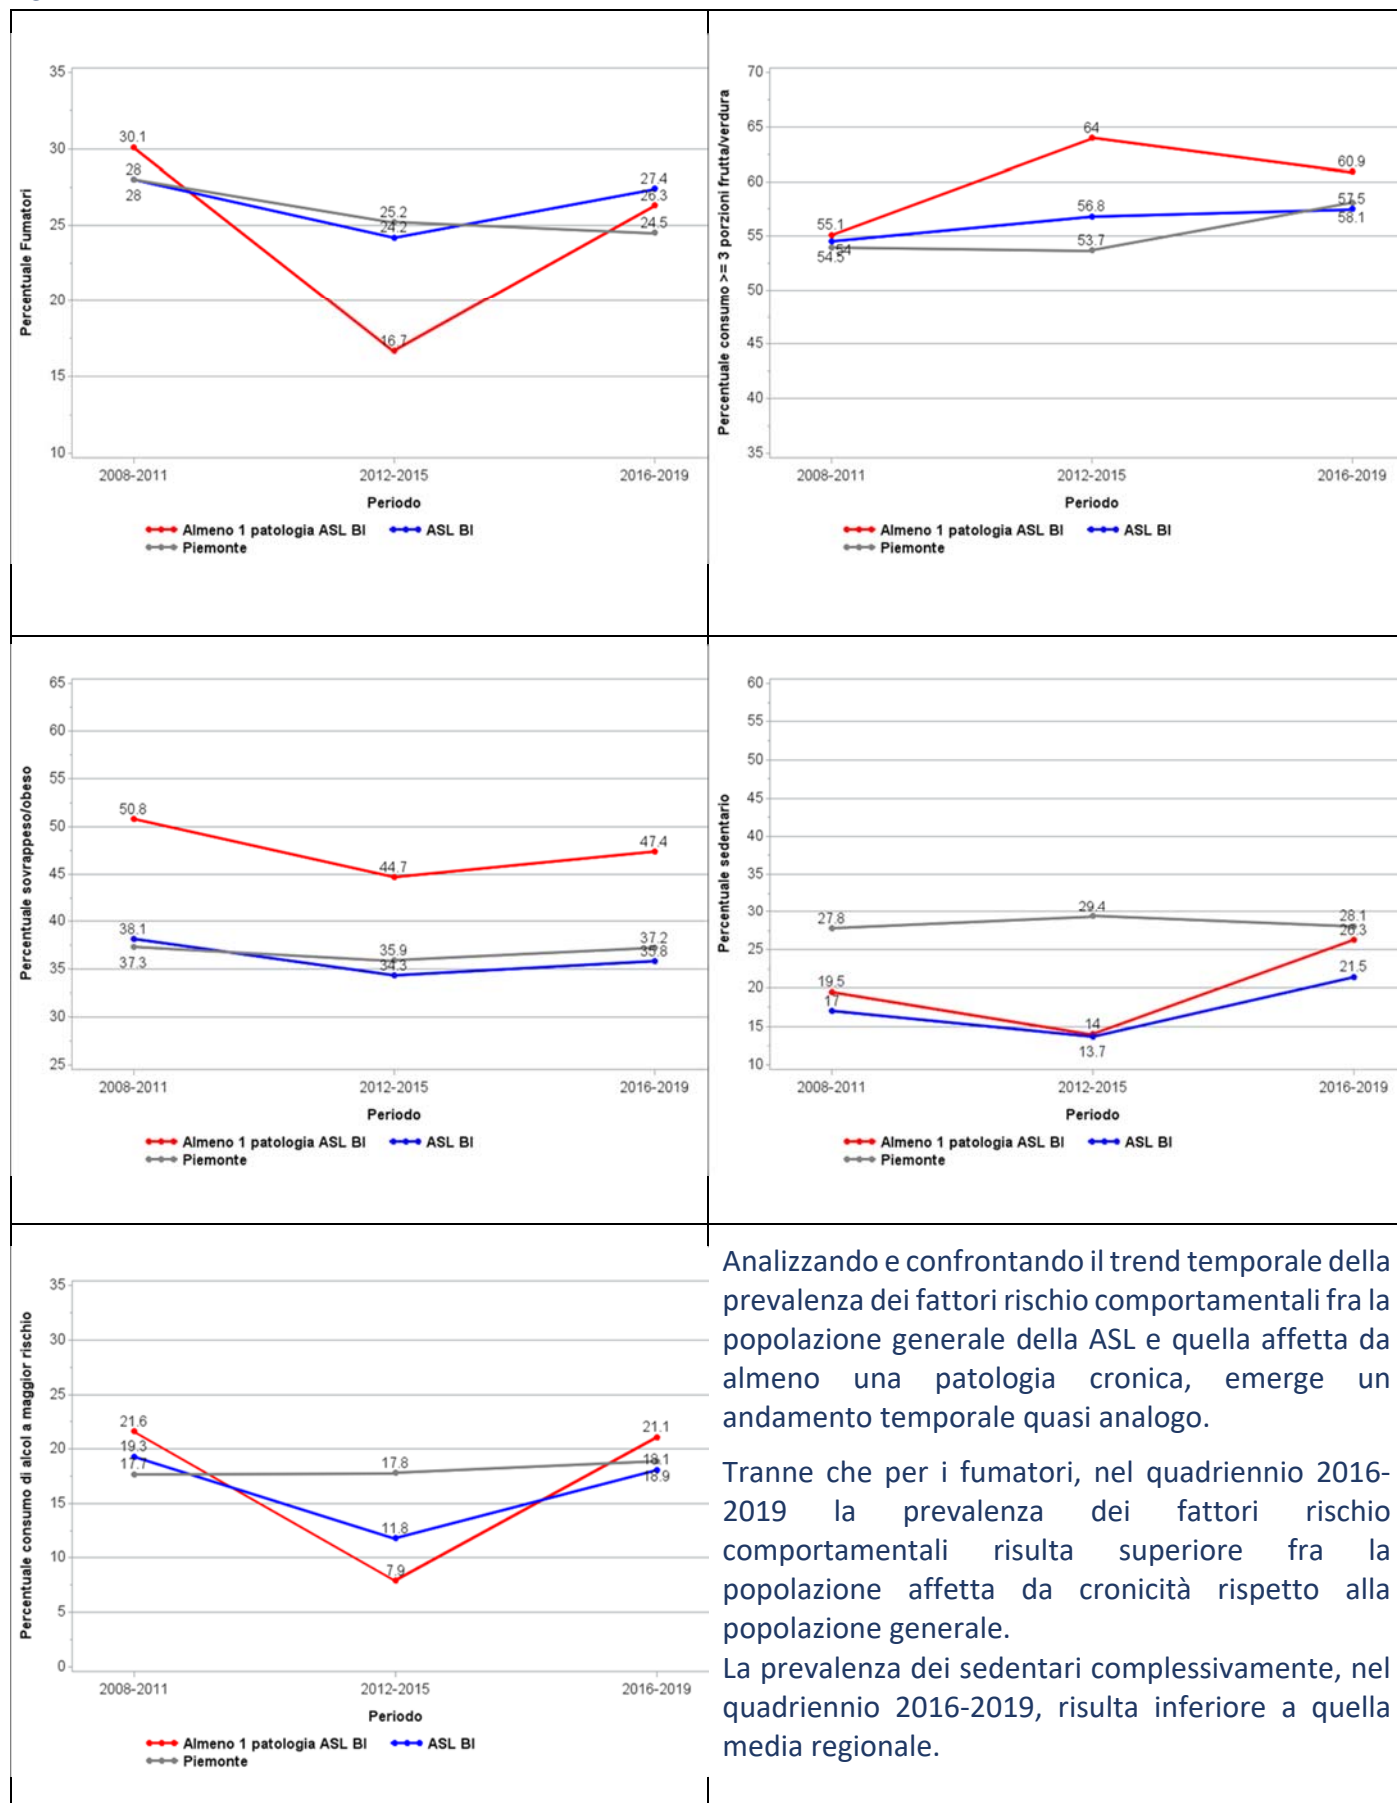 Percentuale Fumatori
35
30
25
20
15
10
30.1
28
28
25.2
24.2
16.7
27.4
26.3
24.5
2008-2011 2012-2015 2016-2019
Periodo
Almeno 1 patologia ASL BI ASL BI
Piemonte
Percentuale consumo >= 3 porzioni frutta/verdura
70
65
60
55
50
45
40
35
55.1
54
54.5
64
56.8
53.7
60.9
57.5
58.1
2008-2011 2012-2015 2016-2019
Periodo
Almeno 1 patologia ASL BI ASL BI
Piemonte
Percentuale sovrappeso/obeso
65
60
55
50
45
40
35
30
25
50.8
38.1
37.3
44.7
35.9
34.3
47.4
37.2
35.8
2008-2011 2012-2015 2016-2019
Periodo
Almeno 1 patologia ASL BI ASL BI
Piemonte
Percentuale sedentario
60
55
50
45
40
35
30
25
20
15
10
27.8
19.5
17
29.4
14
13.7
28.1
26.3
21.5
2008-2011 2012-2015 2016-2019
Periodo
Almeno 1 patologia ASL BI ASL BI
Piemonte
Percentuale consumo di alcol a maggior rischio
35
30
25
20
15
10
5
0
21.6
19.3
17.7
17.8
11.8
7.9
21.1
18.1
18.9
2008-2011 2012-2015 2016-2019
Periodo
Almeno 1 patologia ASL BI ASL BI
Piemonte
Analizzando e confrontando il trend temporale della
prevalenza dei fattori rischio comportamentali fra la
popolazione generale della ASL e quella affetta da
almeno una patologia cronica, emerge un
andamento temporale quasi analogo.
Tranne che per i fumatori, nel quadriennio 2016-
2019 la prevalenza dei fattori rischio
comportamentali risulta superiore fra la
popolazione affetta da cronicità rispetto alla
popolazione generale.
La prevalenza dei sedentari complessivamente, nel
quadriennio 2016-2019, risulta inferiore a quella
media regionale.